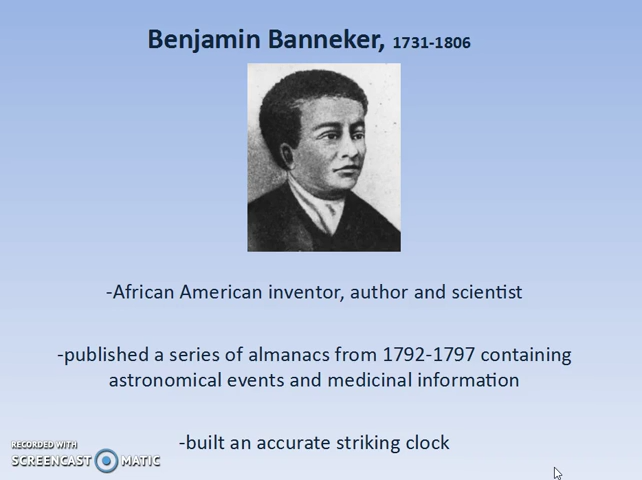 Benjamin Banneker, 1731-1806
-African American inventor, author and scientist
-published a series of almanacs from 1792-1797 containing
astronomical events and medicinal information
-built an accurate striking clock
RECORDED WITH
SCREENCAST MATIC